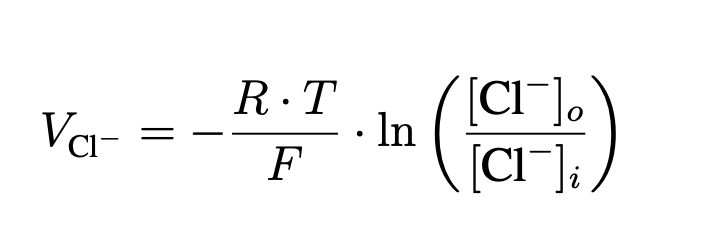 V_{Cl^-} = -\frac{R \cdot T}{F} \cdot \ln\left(\frac{[Cl^-]_o}{[Cl^-]_i}\right)